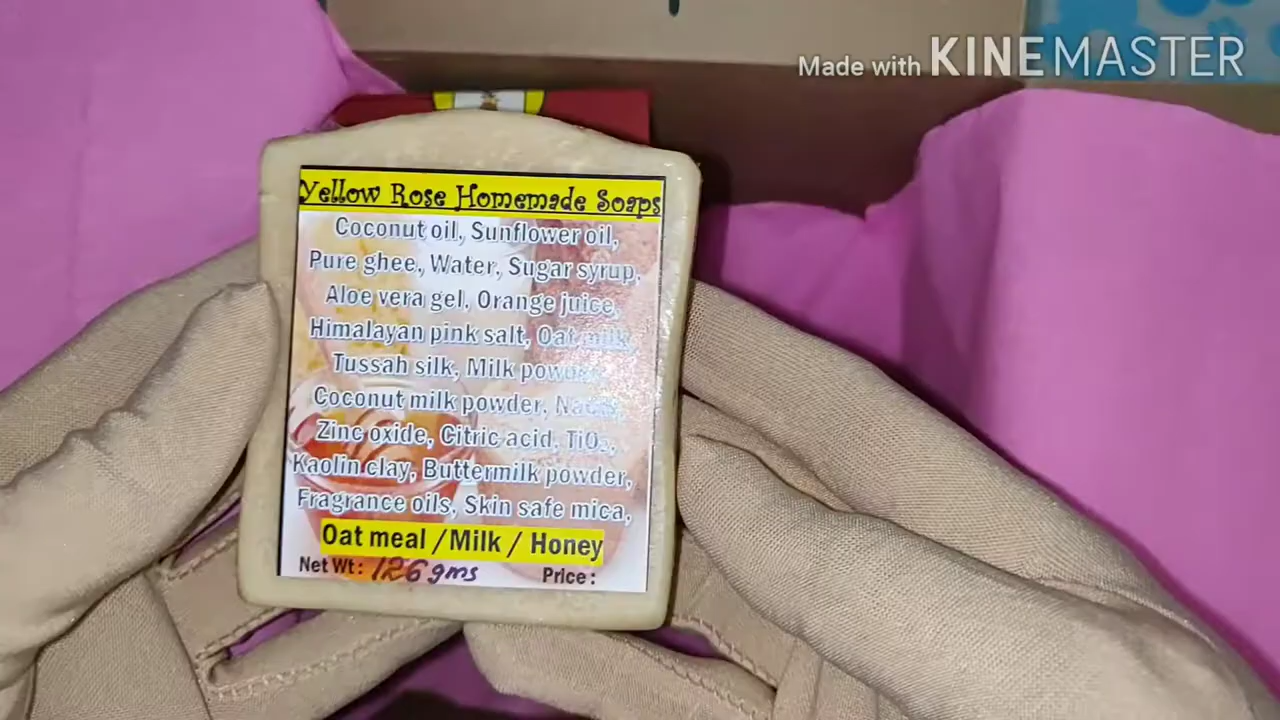 Made with KINEMASTER
Yellow Rose Homemade Soaps
Coconut oil, Sunflower oil,
Pure ghee, Water, Sugar syrup,
Aloe vera gel, Orange juice,
Himalayan pink salt, Oat milk,
Tussah silk, Milk powder,
Coconut milk powder,
Zinc oxide, Citric acid, TiO₂,
Kaolin clay, Buttermilk powder,
Fragrance oils, Skin safe mica,
Oat meal /Milk / Honey
Net Wt : 126 gms Price :